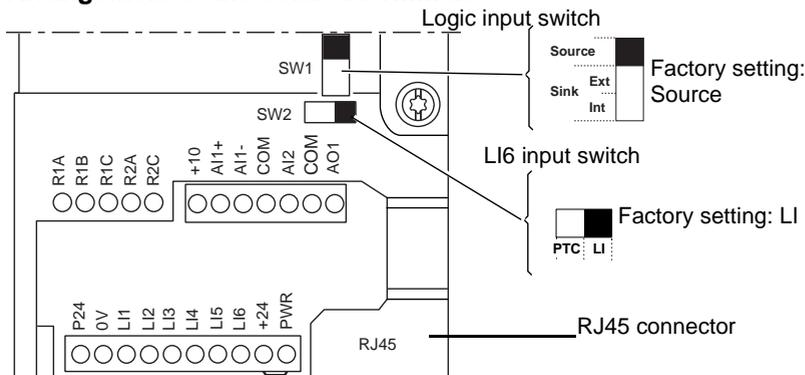 Logic input switch
SW1
Source
Sink
Ext
Int
Factory setting:
Source
SW2
LI6 input switch
R1A
R1B
R1C
R2A
R2C
+10
AI1+
AI1-
COM
AI2
COM
AO1
Factory setting: LI
PTC
LI
P24
0V
LI1
LI2
LI3
LI4
LI5
LI6
+24
PWR
RJ45
RJ45 connector